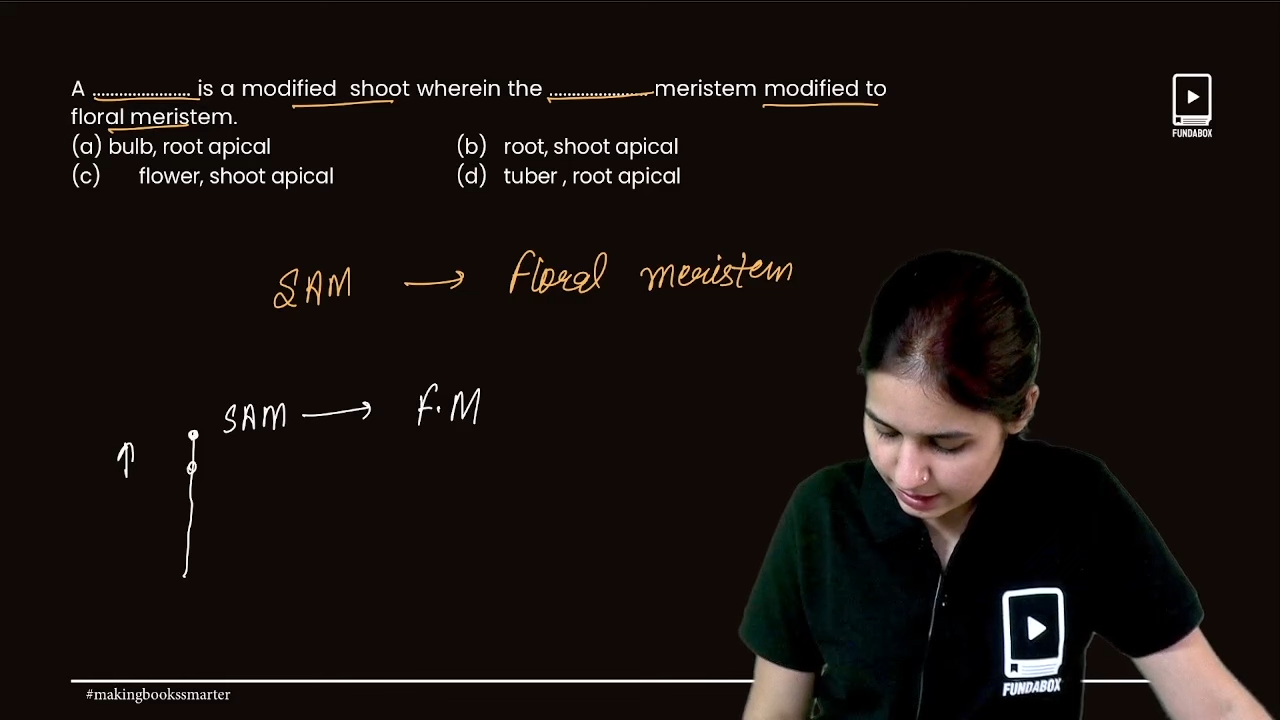 A ...................... is a modified shoot wherein the ...................... meristem modified to
floral meristem.
(a) bulb, root apical (b) root, shoot apical
(c) flower, shoot apical (d) tuber , root apical
FUNDABOX
SAM → Floral meristem
SAM → F.M
↑
FUNDABOX
#makingbookssmarter